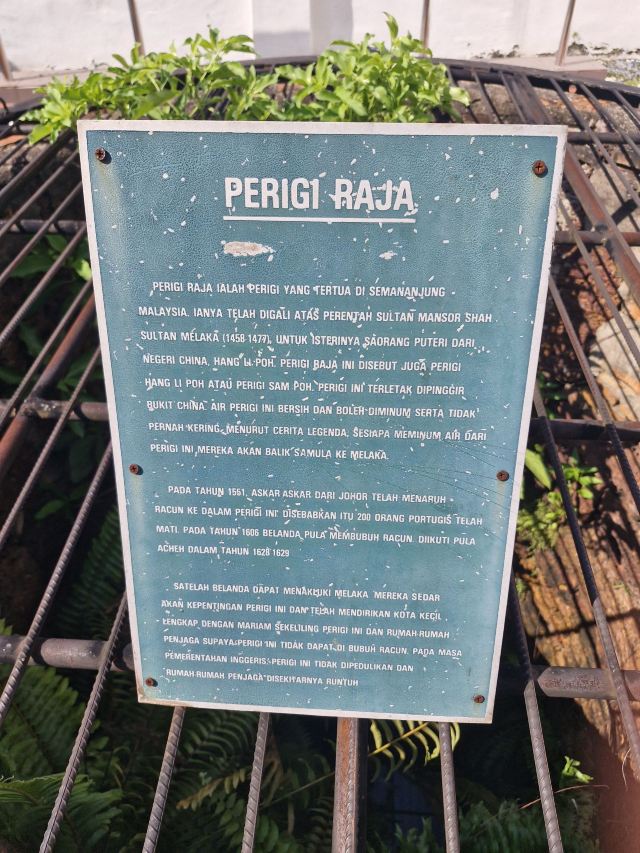 PERIGI RAJA
PERIGI RAJA IALAH PERIGI YANG TERTUA DI SEMANANJUNG
MALAYSIA. IANYA TELAH DIGALI ATAS PERENTAH SULTAN MANSOR SHAH
SULTAN MELAKA (1458-1477). UNTUK ISTERINYA SAORANG PUTERI DARI
NEGERI CHINA, HANG LI POH. PERIGI RAJA INI DISEBUT JUGA PERIGI
HANG LI POH ATAU PERIGI SAM POH. PERIGI INI TERLETAK DIPINGGIR
BUKIT CHINA. AIR PERIGI INI BERSIH DAN BOLEH DIMINUM SERTA TIDAK
PERNAH KERING. MENURUT CERITA LEGENDA, SESIAPA MEMINUM AIR DARI
PERIGI INI MEREKA AKAN BALIK SAMULA KE MELAKA.
PADA TAHUN 1551, ASKAR ASKAR DARI JOHOR TELAH MENARUH
RACUN KE DALAM PERIGI INI DISEBABKAN ITU 200 ORANG PORTUGIS TELAH
MATI. PADA TAHUN 1606 BELANDA PULA MEMBUBUH RACUN. DIIKUTI PULA
ACHEH DALAM TAHUN 1628 1629
SATELAH BELANDA DAPAT MENAKLUKI MELAKA MEREKA SEDAR
AKAN KEPENTINGAN PERIGI INI DAN TELAH MENDIRIKAN KOTA KECIL
LENGKAP DENGAN MARIAM SEKELILING PERIGI INI DAN RUMAH-RUMAH
PENJAGA SUPAYA PERIGI INI TIDAK DAPAT DI BUBUH RACUN. PADA MASA
PEMERENTAHAN INGGERIS, PERIGI INI TIDAK DIPEDULIKAN DAN
RUMAH-RUMAH PENJAGA DISEKITARNYA RUNTUH